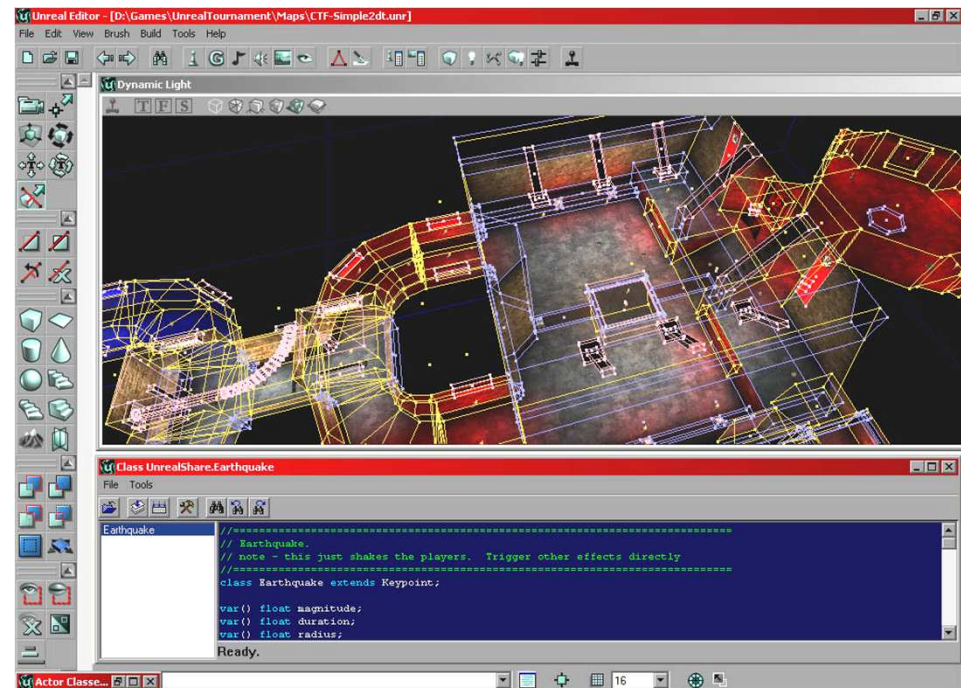 Unreal Editor - [D:\Games\UnrealTournament\Maps\CTF-Simple2dt.unr]
File Edit View Brush Build Tools Help
Dynamic Light
T F S
Class UnrealShare.Earthquake
File Tools
Earthquake
//=============================================================================
// Earthquake.
// note - this just shakes the players.  Trigger other effects directly
//=============================================================================
class Earthquake extends Keypoint;
var() float magnitude;
var() float duration;
var() float radius;
Ready.
Actor Classe...
16